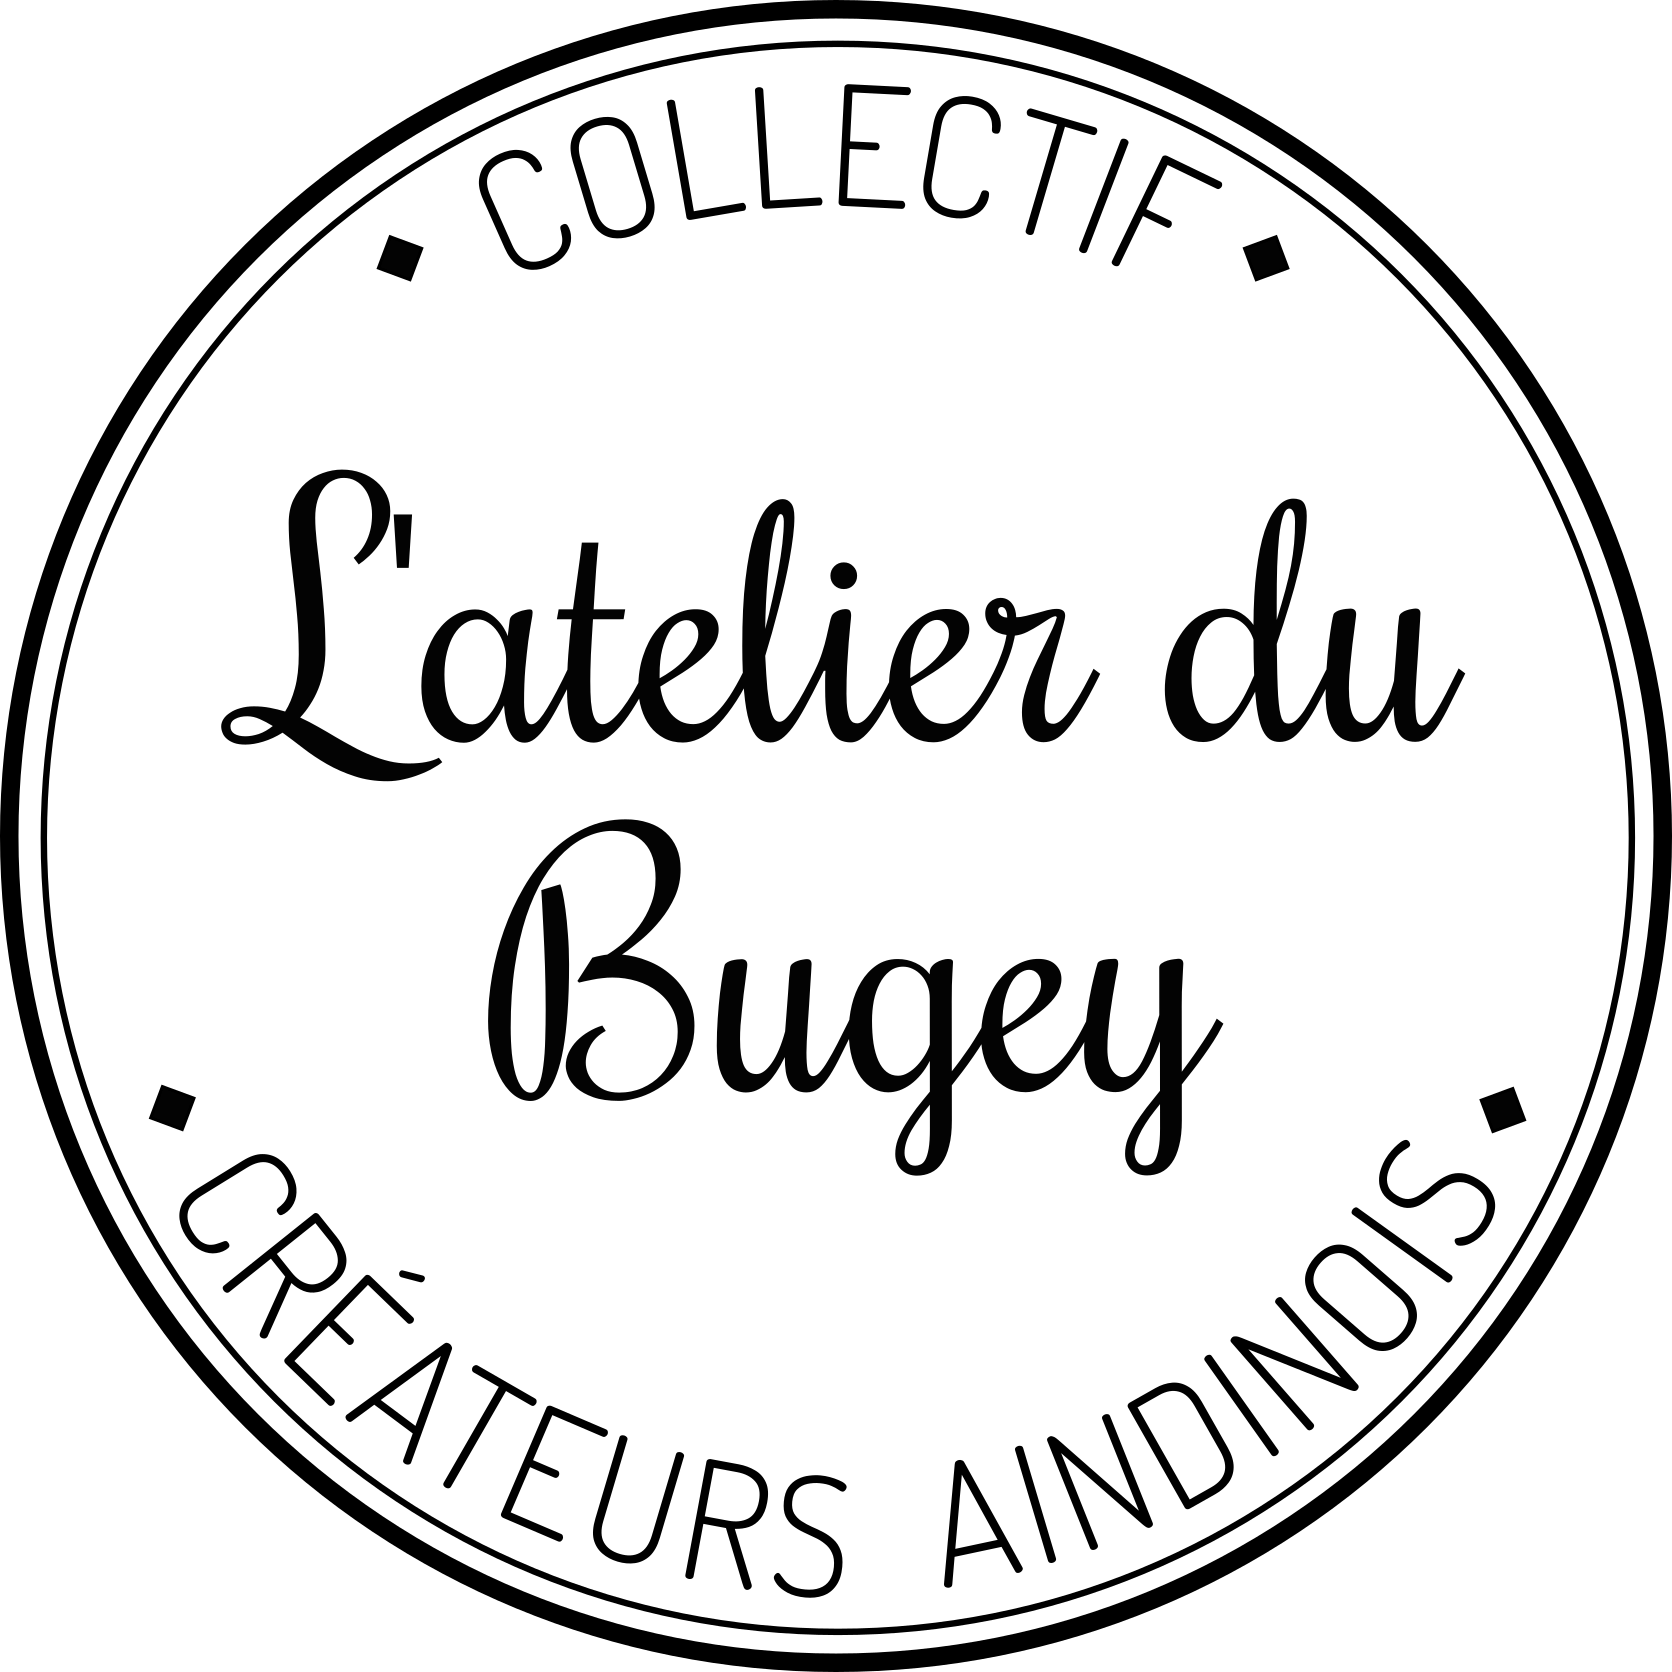 COLLECTIF
L'atelier du
Bugey
CRÉATEURS AINDINOIS